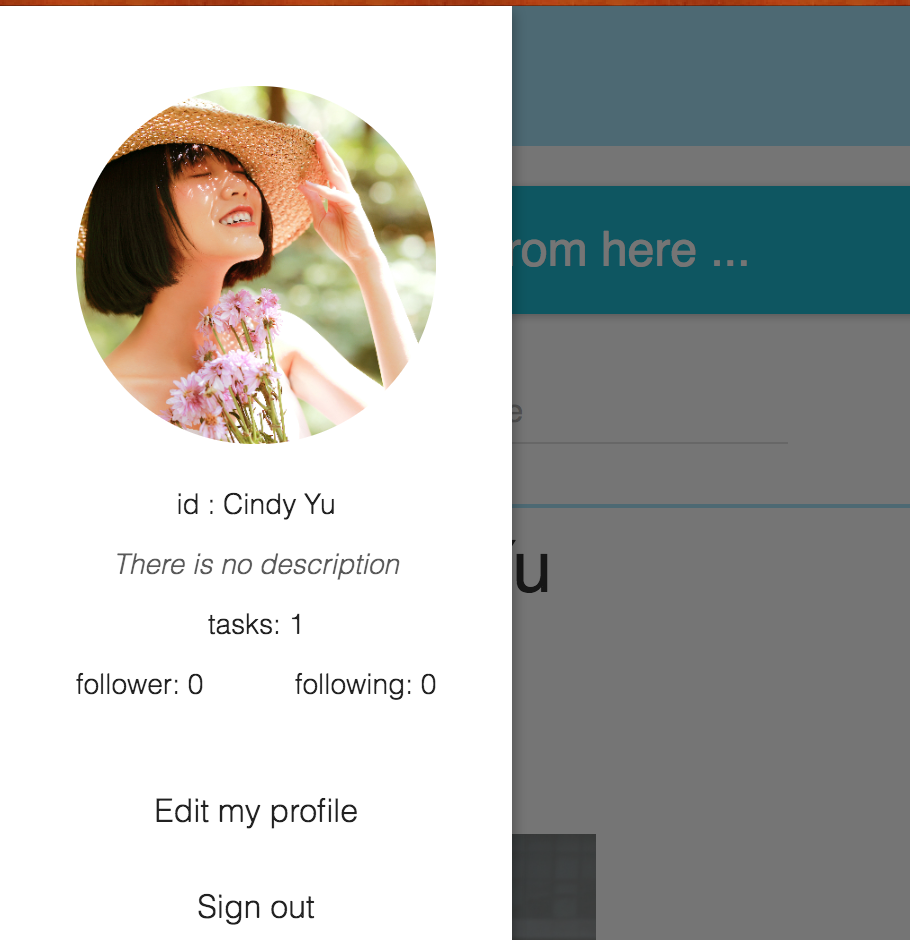 rom here ...
e
id : Cindy Yu
There is no description
u
tasks: 1
follower: 0 following: 0
Edit my profile
Sign out